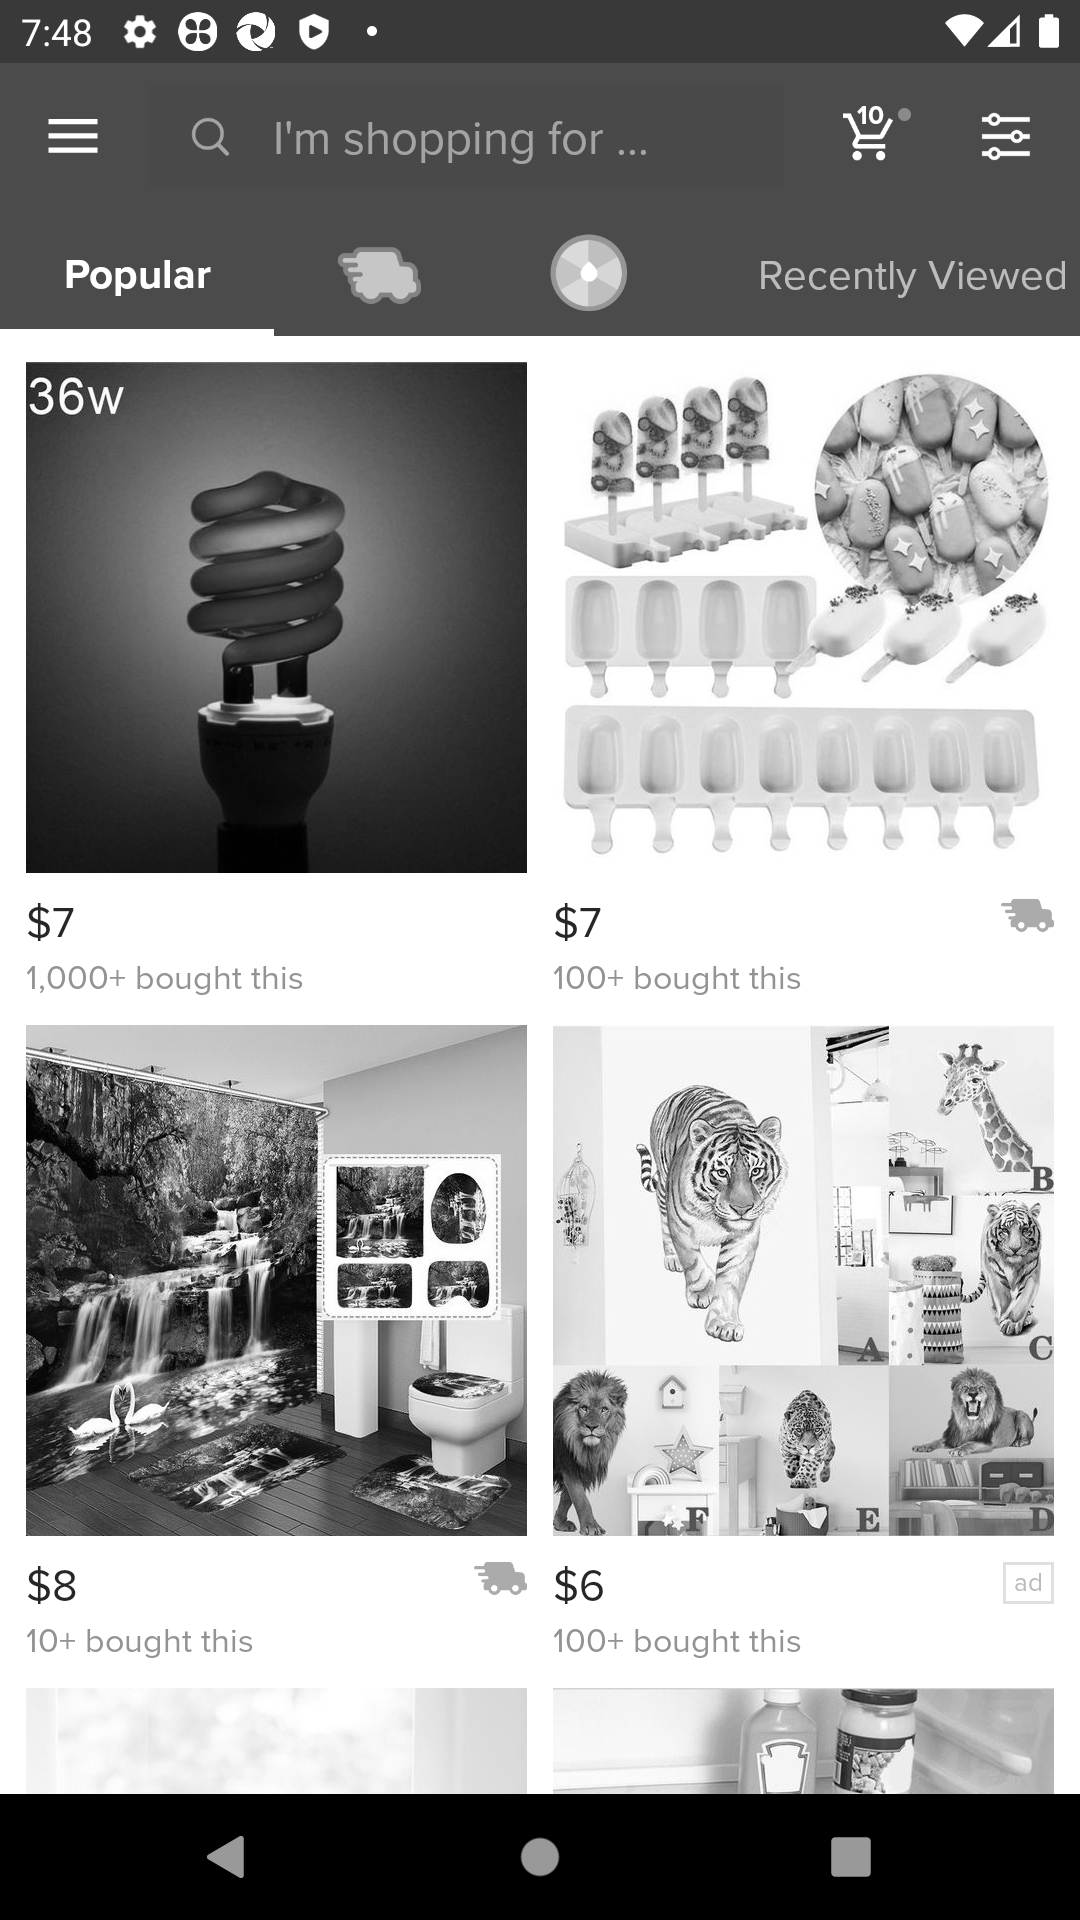 7:48
I'm shopping for ...
10
Popular
Recently Viewed
36w
$7
1,000+ bought this
$7
100+ bought this
A
B
C
F
E
D
$8
10+ bought this
$6
ad
100+ bought this